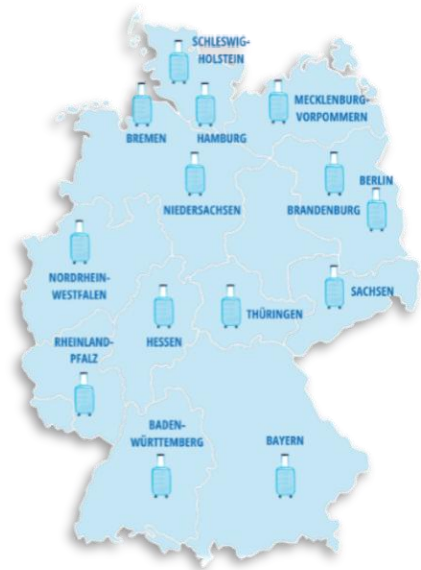 SCHLESWIG-
HOLSTEIN
MECKLENBURG-
VORPOMMERN
BREMEN
HAMBURG
BERLIN
NIEDERSACHSEN
BRANDENBURG
NORDRHEIN-
WESTFALEN
SACHSEN
THÜRINGEN
RHEINLAND-
PFALZ
HESSEN
BADEN-
WÜRTTEMBERG
BAYERN